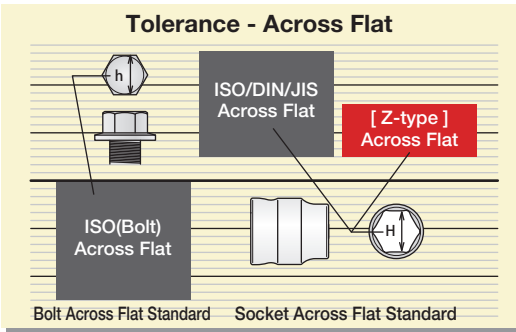 Tolerance - Across Flat
h
ISO/DIN/JIS
Across Flat
[ Z-type ]
Across Flat
ISO(Bolt)
Across Flat
H
Bolt Across Flat Standard
Socket Across Flat Standard